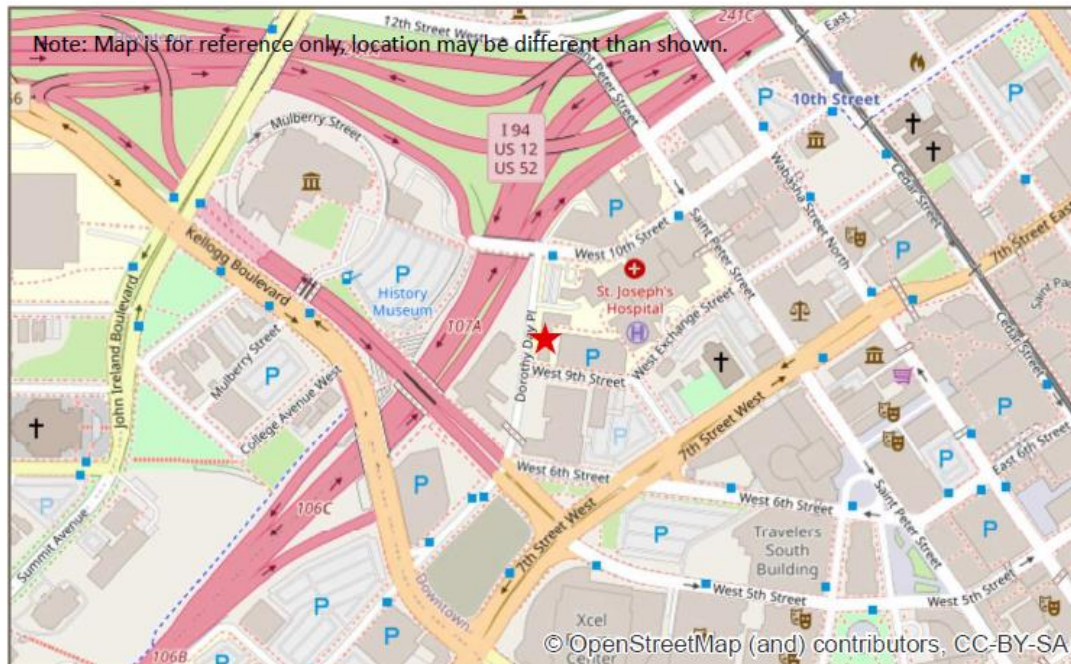 12th Street West
241C
Note: Map is for reference only, location may be different than shown.
Saint Peter Street
10th Street
I 94
US 12
US 52
Mulberry Street
Wabasha Street North
Cedar Street
7th Street East
West 10th Street
Saint Peter Street
Kellogg Boulevard
History
Museum
St. Joseph's
Hospital
107A
John Ireland Boulevard
Dorothy Day Pl
West Exchange Street
Cedar Street
Mulberry Street
West 9th Street
College Avenue West
7th Street West
West 6th Street
East 6th Street
West 6th Street
106C
Saint Peter Street
Summit Avenue
7th Street West
Travelers
South
Building
Downtown
West 5th Street
West 5th Street
Xcel
Center
106B
© OpenStreetMap (and) contributors, CC-BY-SA